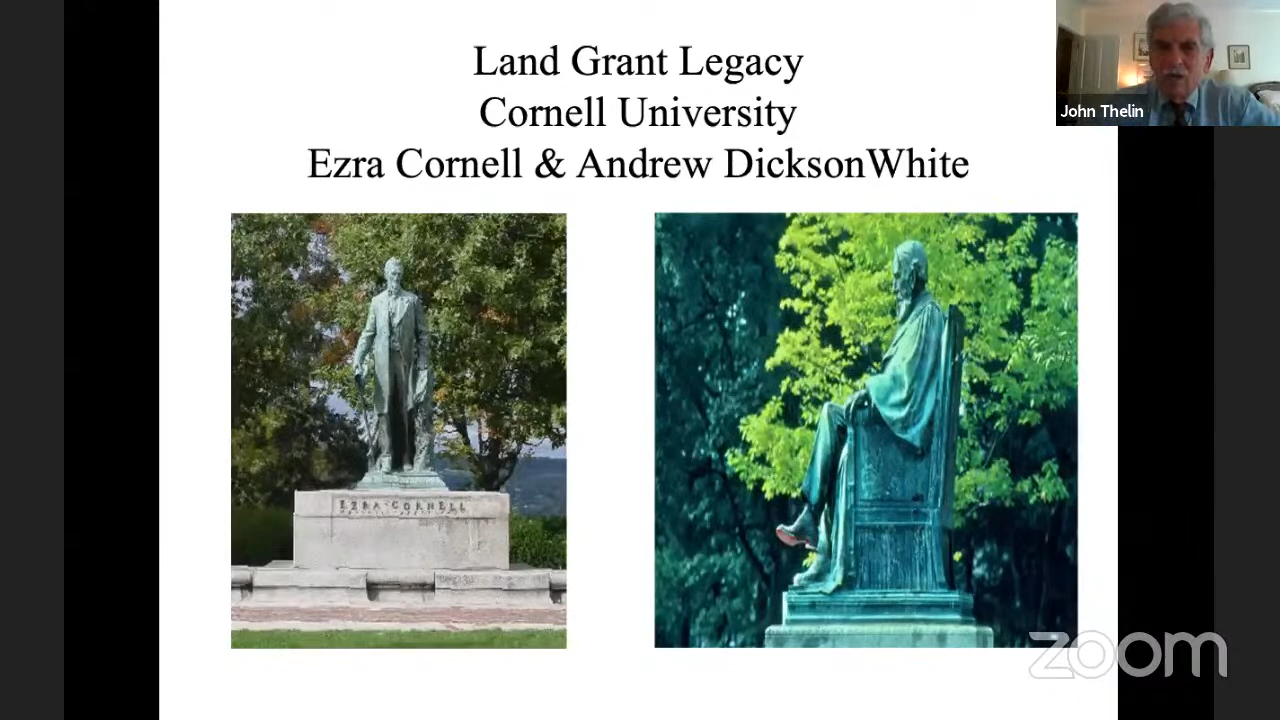 Land Grant Legacy
Cornell University
Ezra Cornell & Andrew DicksonWhite
John Thelin
EZRA CORNELL
zoom